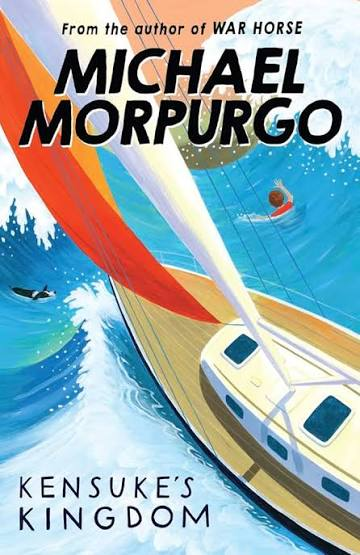 From the author of WAR HORSE
MICHAEL
MORPURGO
KENSUKE'S
KINGDOM